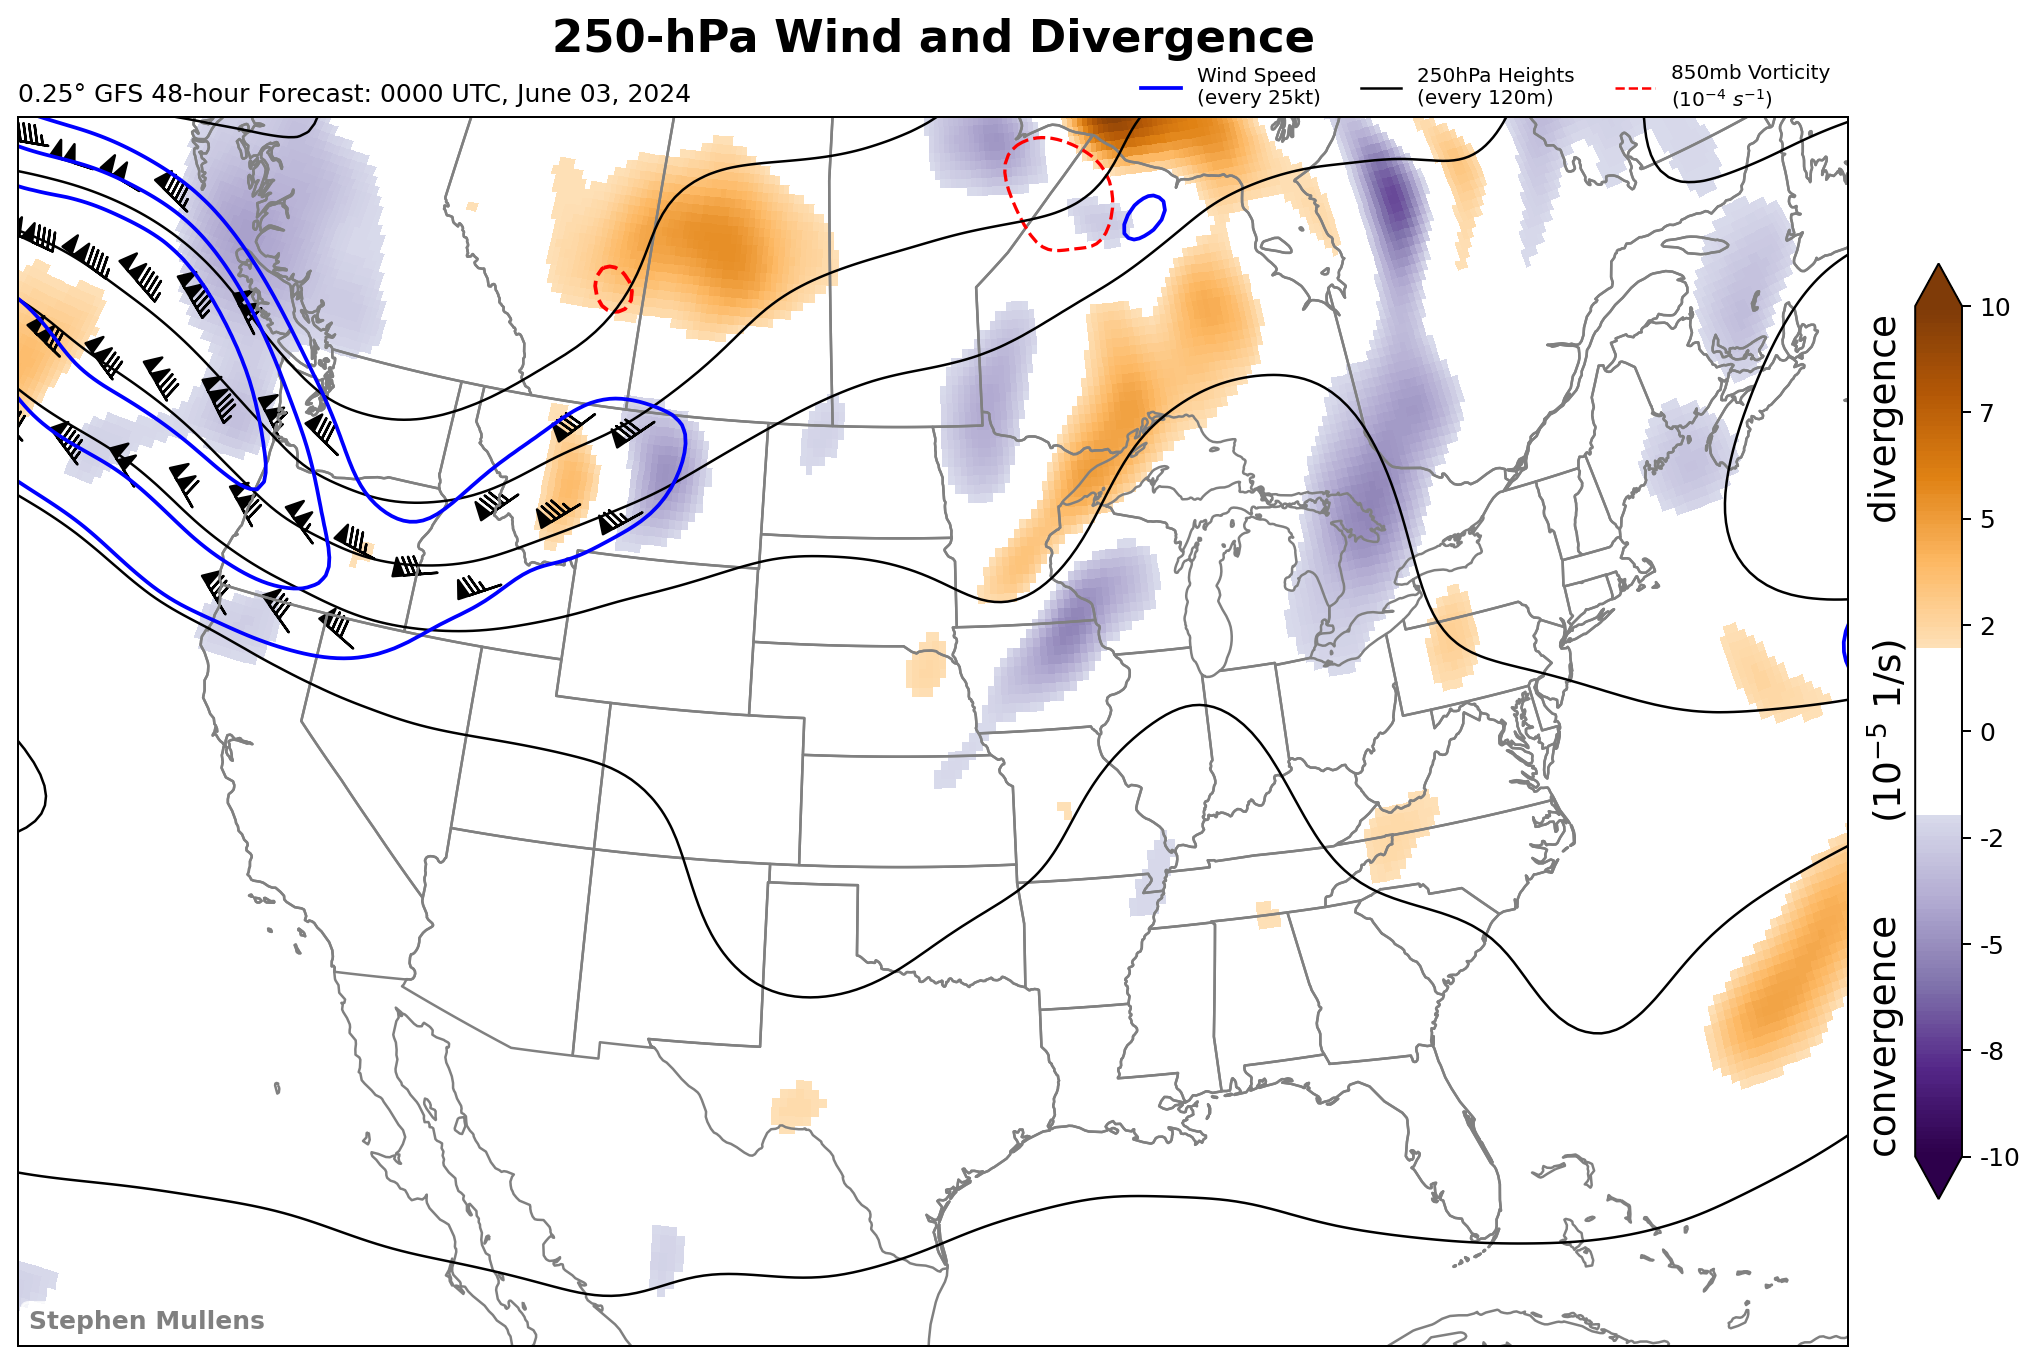 250-hPa Wind and Divergence
0.25° GFS 48-hour Forecast: 0000 UTC, June 03, 2024
Wind Speed
(every 25kt)
250hPa Heights
(every 120m)
850mb Vorticity
(10⁻⁴ s⁻¹)
10
7
5
2
0
-2
-5
-8
-10
convergence (10⁻⁵ 1/s) divergence
Stephen Mullens